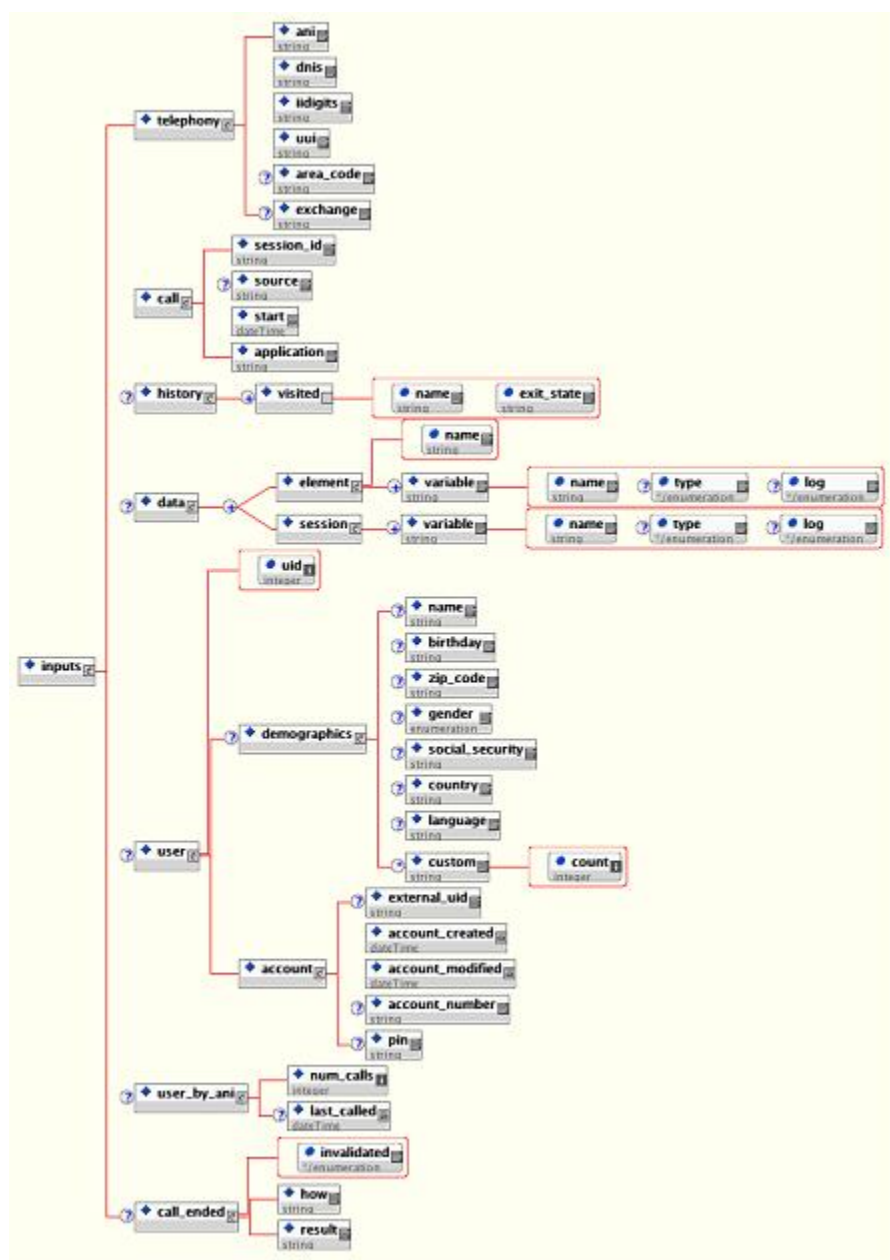 ani
string
dnis
string
iidigits
string
telephony
uui
string
? area_code
string
? exchange
string
session_id
string
? source
string
call
start
dateTime
application
string
? history + visited name exit_state
string string
name
string
element + variable name ? type ? log
string string */enumeration */enumeration
? data +
session + variable name ? type ? log
string string */enumeration */enumeration
uid
integer
? name
string
? birthday
string
inputs
? zip_code
string
? gender
enumeration
? demographics
? social_security
string
? country
string
? language
string
? user
* custom count
string integer
? external_uid
string
account_created
dateTime
account
account_modified
dateTime
? account_number
string
? pin
string
num_calls
integer
? user_by_ani
? last_called
dateTime
invalidated
*/enumeration
how
string
? call_ended
result
string